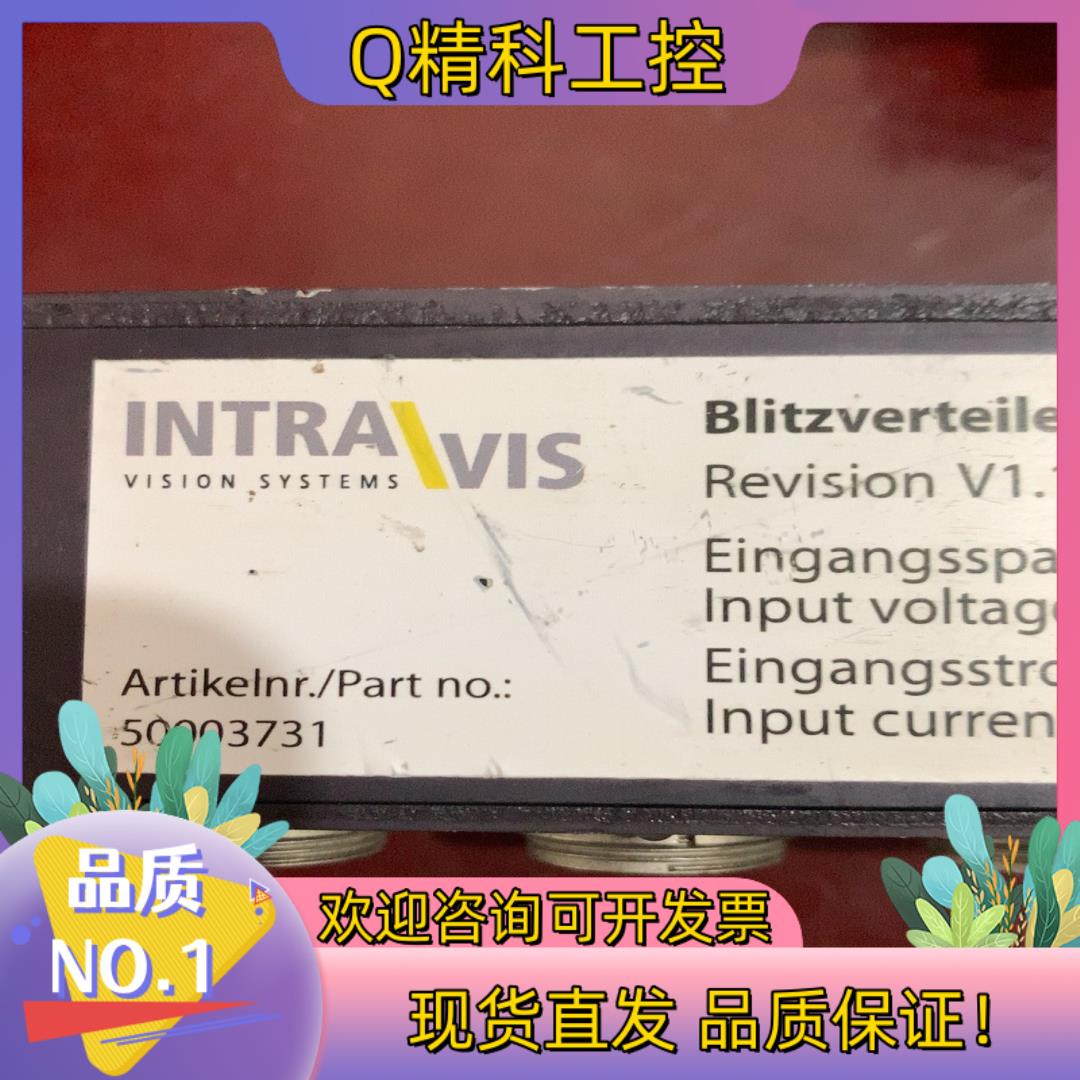 Q精科工控
INTRA VIS
VISION SYSTEMS
Artikelnr./Part no.:
50003731
Blitzverteile
Revision V1.
Eingangsspa
Input voltag
Eingangsstro
Input curren
品质
NO.1
欢迎咨询可开发票
现货直发 品质保证!